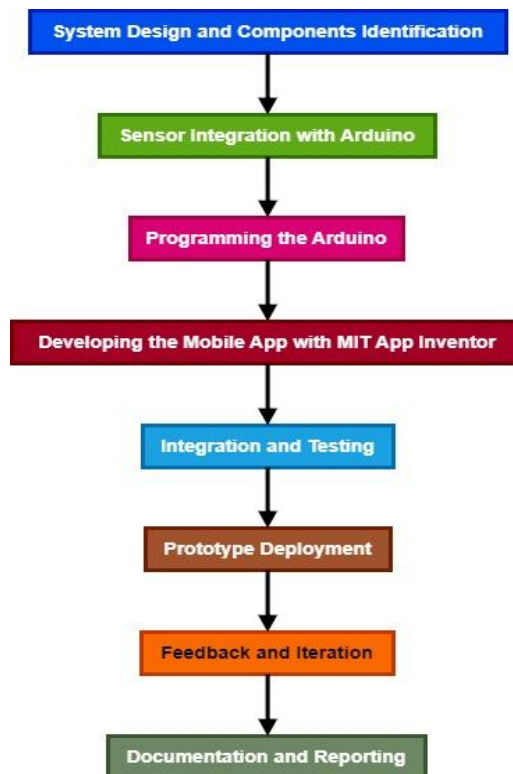 System Design and Components Identification
Sensor Integration with Arduino
Programming the Arduino
Developing the Mobile App with MIT App Inventor
Integration and Testing
Prototype Deployment
Feedback and Iteration
Documentation and Reporting